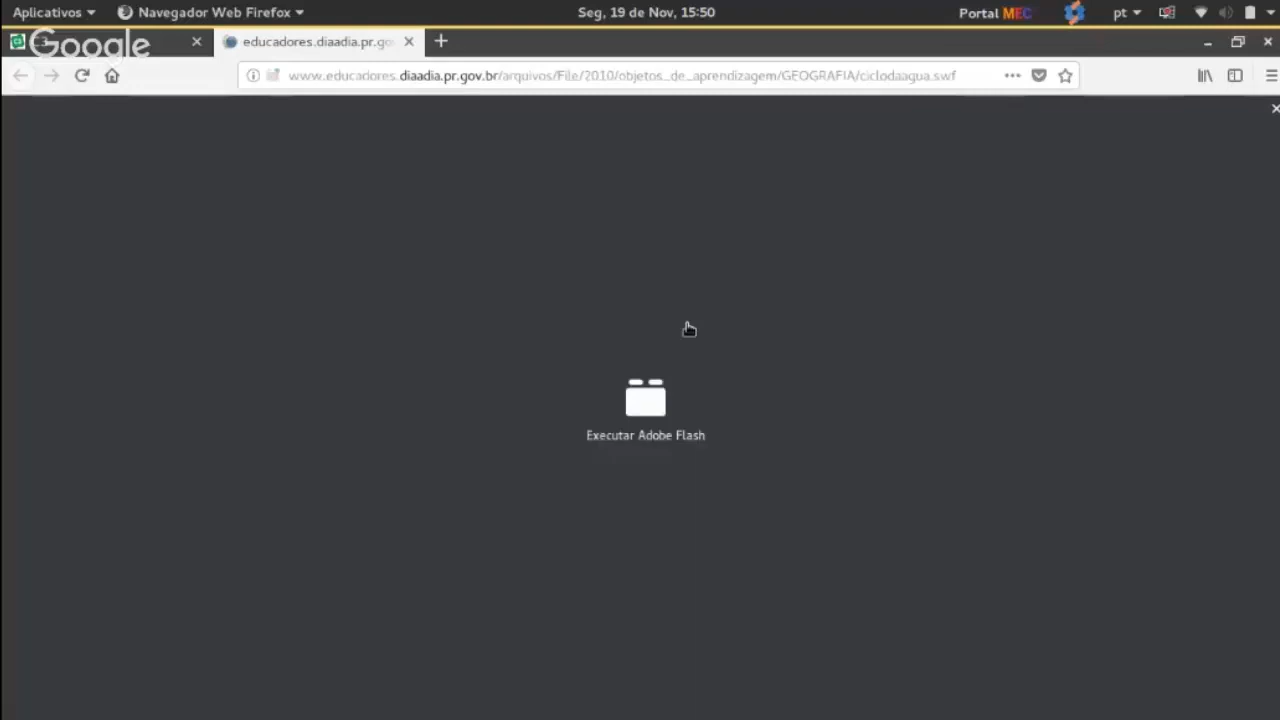 Aplicativos
Navegador Web Firefox
Seg, 19 de Nov, 15:50
Portal MEC
pt
Google
educadores.diaadia.pr.go
www.educadores.diaadia.pr.gov.br/arquivos/File/2010/objetos_de_aprendizagem/GEOGRAFIA/ciclodaagua.swf
Executar Adobe Flash